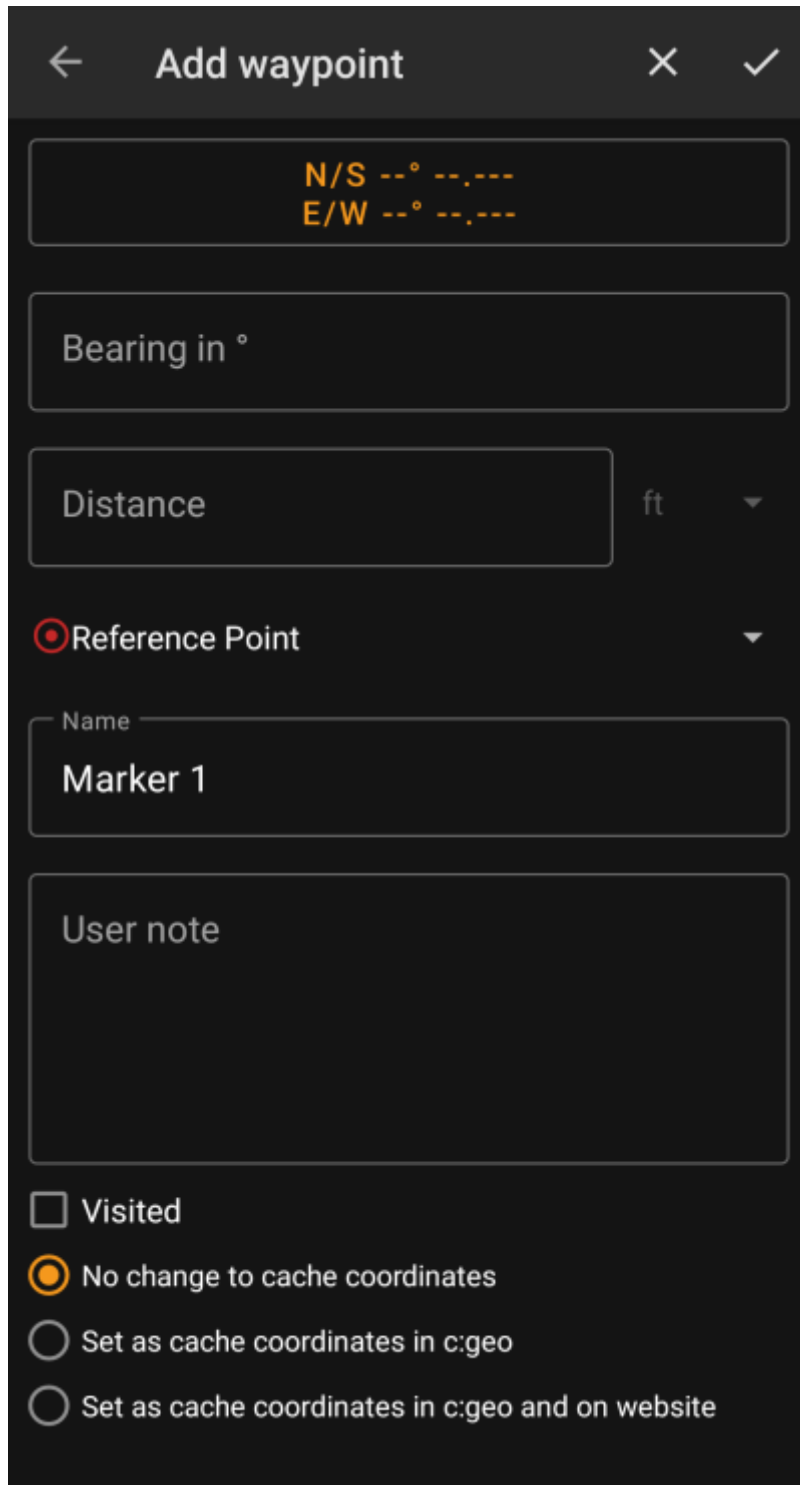 Add waypoint
N/S --° --.---
E/W --° --.---
Bearing in °
Distance
ft
Reference Point
Name
Marker 1
User note
Visited
No change to cache coordinates
Set as cache coordinates in c:geo
Set as cache coordinates in c:geo and on website